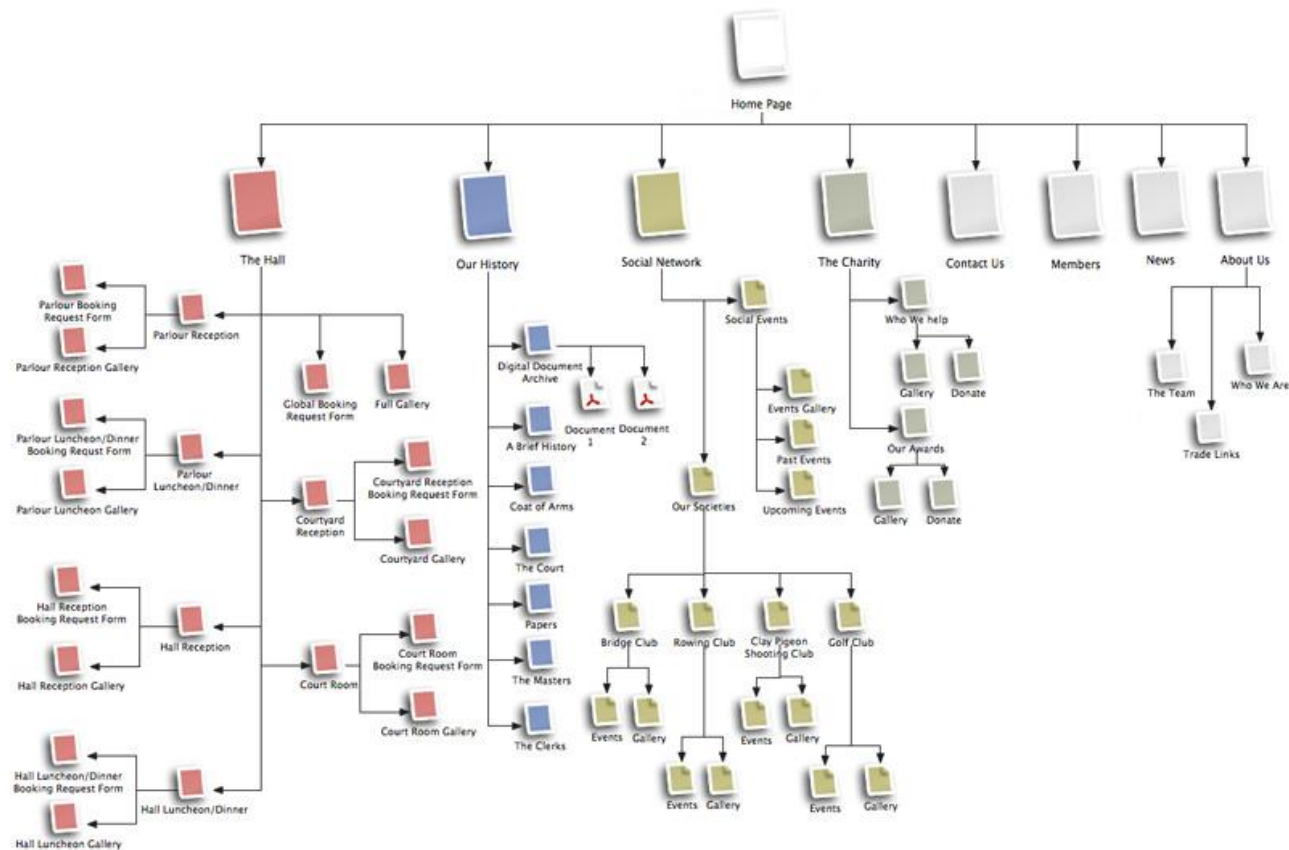 Home Page
The Hall
Our History
Social Network
The Charity
Contact Us
Members
News
About Us
Parlour Booking
Request Form
Parlour Reception
Parlour Reception Gallery
Global Booking
Request Form
Full Gallery
Parlour Luncheon/Dinner
Booking Requst Form
Parlour
Luncheon/Dinner
Parlour Luncheon Gallery
Courtyard
Reception
Courtyard Reception
Booking Request Form
Courtyard Gallery
Hall Reception
Booking Request Form
Hall Reception
Hall Reception Gallery
Court Room
Court Room
Booking Request Form
Court Room Gallery
Hall Luncheon/Dinner
Booking Request Form
Hall Luncheon/Dinner
Hall Luncheon Gallery
Digital Document
Archive
Document
1
Document
2
A Brief History
Coat of Arms
The Court
Papers
The Masters
The Clerks
Social Events
Events Gallery
Past Events
Upcoming Events
Our Societies
Bridge Club
Rowing Club
Clay Pigeon
Shooting Club
Golf Club
Events
Gallery
Events
Gallery
Events
Gallery
Events
Gallery
Who We help
Gallery
Donate
Our Awards
Gallery
Donate
The Team
Who We Are
Trade Links